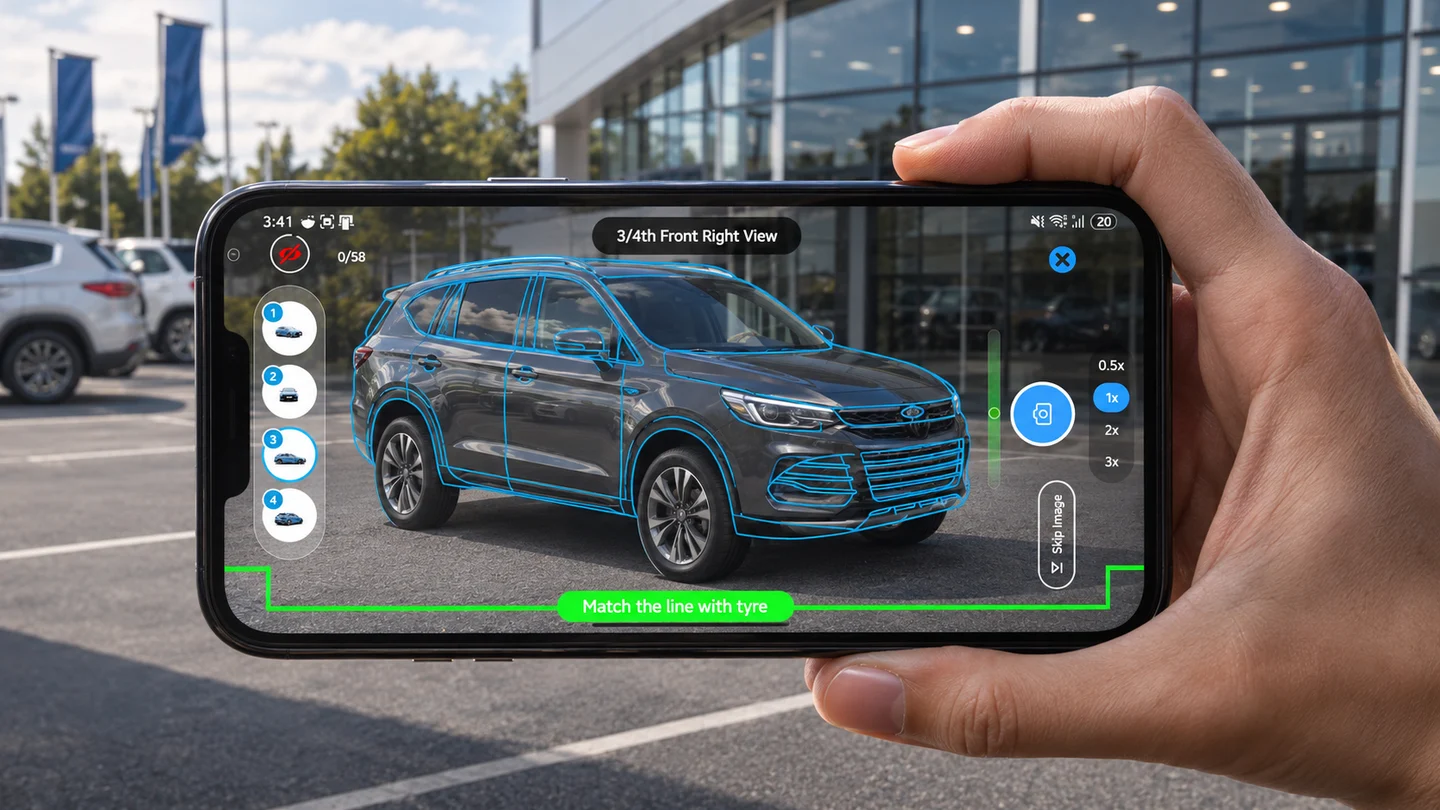 3:41
20
3/4th Front Right View
0/58
1
2
3
4
0.5x
1x
2x
3x
Skip Image
Match the line with tyre